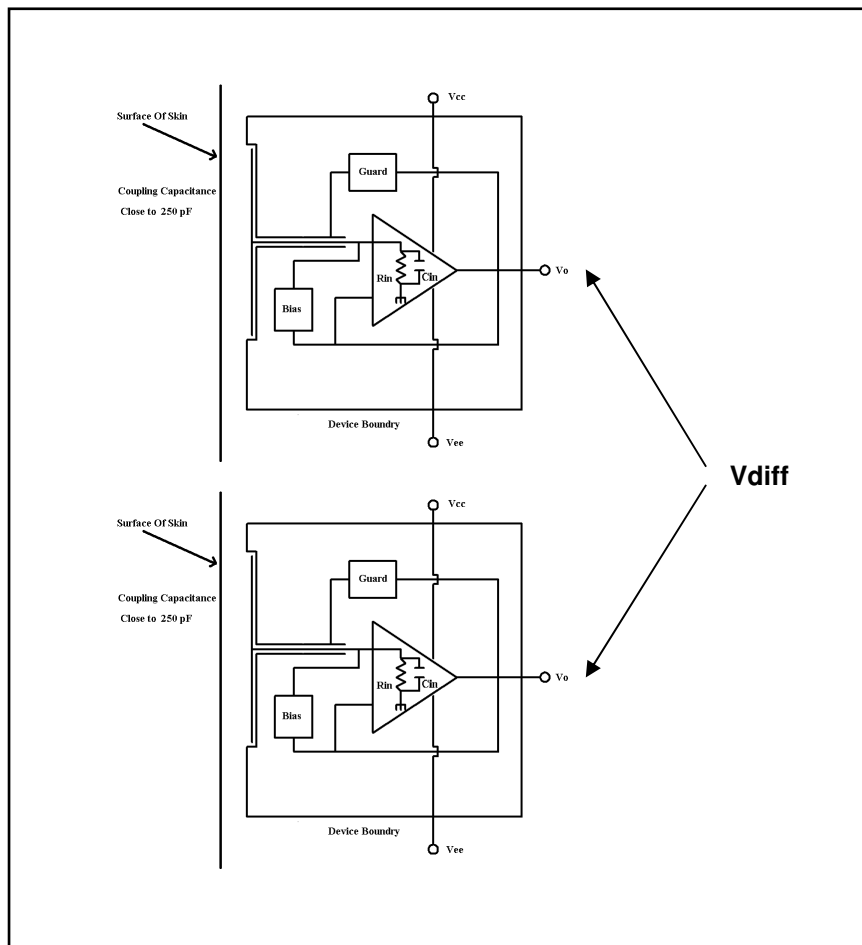 Vcc
Surface Of Skin
Guard
Coupling Capacitance
Close to 250 pF
Rin
Cin
Vo
Bias
Device Boundry
Vee
Vdiff
Vcc
Surface Of Skin
Guard
Coupling Capacitance
Close to 250 pF
Rin
Cin
Vo
Bias
Device Boundry
Vee